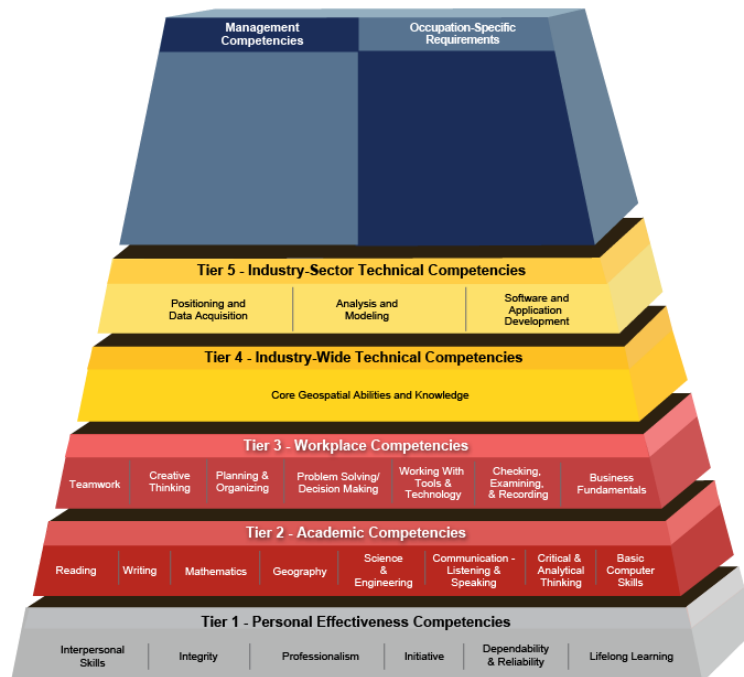 Management
Competencies
Occupation-Specific
Requirements
Tier 5 - Industry-Sector Technical Competencies
Positioning and
Data Acquisition
Analysis and
Modeling
Software and
Application
Development
Tier 4 - Industry-Wide Technical Competencies
Core Geospatial Abilities and Knowledge
Tier 3 - Workplace Competencies
Teamwork
Creative
Thinking
Planning &
Organizing
Problem Solving/
Decision Making
Working With
Tools &
Technology
Checking,
Examining,
& Recording
Business
Fundamentals
Tier 2 - Academic Competencies
Reading
Writing
Mathematics
Geography
Science
&
Engineering
Communication -
Listening &
Speaking
Critical &
Analytical
Thinking
Basic
Computer
Skills
Tier 1 - Personal Effectiveness Competencies
Interpersonal
Skills
Integrity
Professionalism
Initiative
Dependability
& Reliability
Lifelong Learning